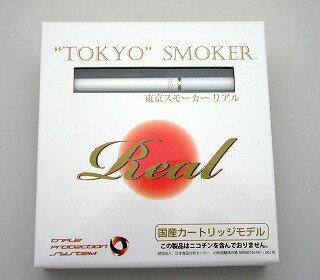 "TOKYO" SMOKER.
東京スモーカー リアル
Real
国産カートリッジモデル
この製品はニコチンを含んでおりません。
TRIPLE
PROTECTION
SYSTEM